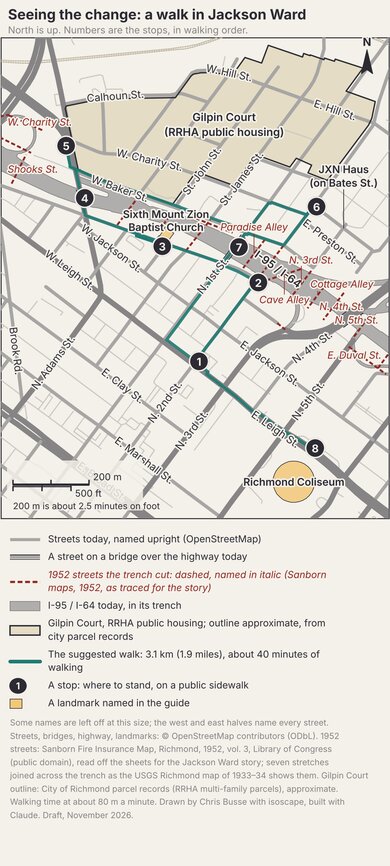 Seeing the change: a walk in Jackson Ward
North is up. Numbers are the stops, in walking order.
N
W. Hill St.
Calhoun St.
E. Hill St.
Gilpin Court
(RRHA public housing)
W. Charity St.
5
Shooks St.
W. Charity St.
St. John St.
St. James St.
JXN Haus
(on Bates St.)
W. Baker St.
4
6
Sixth Mount Zion
Baptist Church
Paradise Alley
E. Preston St.
W. Jackson St.
3
7
I-95 / I-64
N. 3rd St.
W. Leigh St.
N. 1st St.
2
Cottage Alley
Cave Alley
N. 4th St.
N. 5th St.
Brook Rd.
N. Adams St.
1
E. Jackson St.
N. 4th St.
E. Duval St.
E. Clay St.
N. 2nd St.
N. 3rd St.
E. Leigh St.
N. 5th St.
E. Marshall St.
8
Richmond Coliseum
200 m
500 ft
200 m is about 2.5 minutes on foot
Streets today, named upright (OpenStreetMap)
A street on a bridge over the highway today
1952 streets the trench cut: dashed, named in italic (Sanborn
maps, 1952, as traced for the story)
I-95 / I-64 today, in its trench
Gilpin Court, RRHA public housing; outline approximate, from
city parcel records
The suggested walk: 3.1 km (1.9 miles), about 40 minutes of
walking
1
A stop: where to stand, on a public sidewalk
A landmark named in the guide
Some names are left off at this size; the west and east halves name every street.
Streets, bridges, highway, landmarks: © OpenStreetMap contributors (ODbL). 1952
streets: Sanborn Fire Insurance Map, Richmond, 1952, vol. 3, Library of Congress
(public domain), read off the sheets for the Jackson Ward story; seven stretches
joined across the trench as the USGS Richmond map of 1933–34 shows them. Gilpin Court
outline: City of Richmond parcel records (RRHA multi-family parcels), approximate.
Walking time at about 80 m a minute. Drawn by Chris Busse with isoscape, built with
Claude. Draft, November 2026.